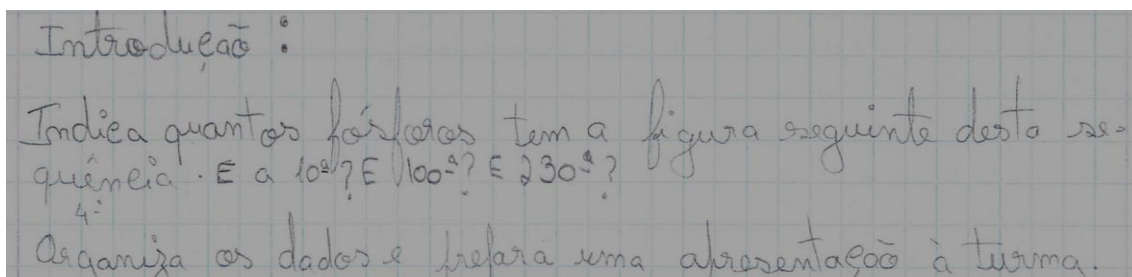 Introdução:
Indica quantos fósforos tem a figura seguinte desta se-
quência. E a 10ª? E 100ª? E 230ª?
4ª
Organiza os dados e prepara uma apresentação à turma.